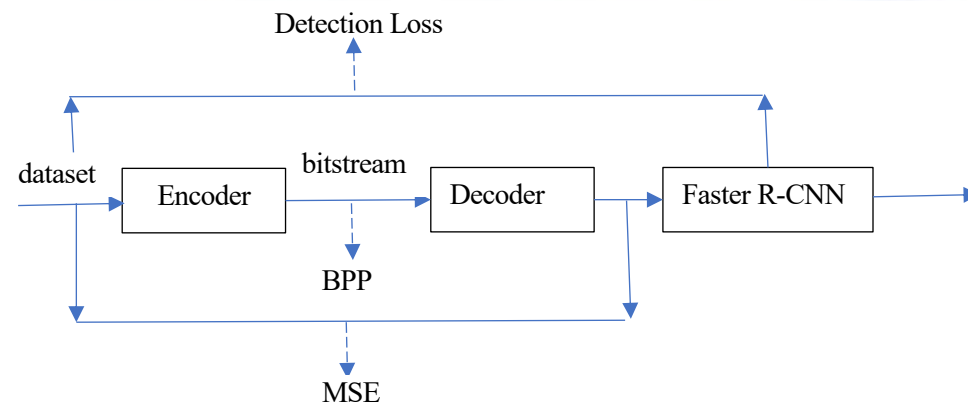 Detection Loss
dataset
bitstream
Encoder
Decoder
Faster R-CNN
BPP
MSE